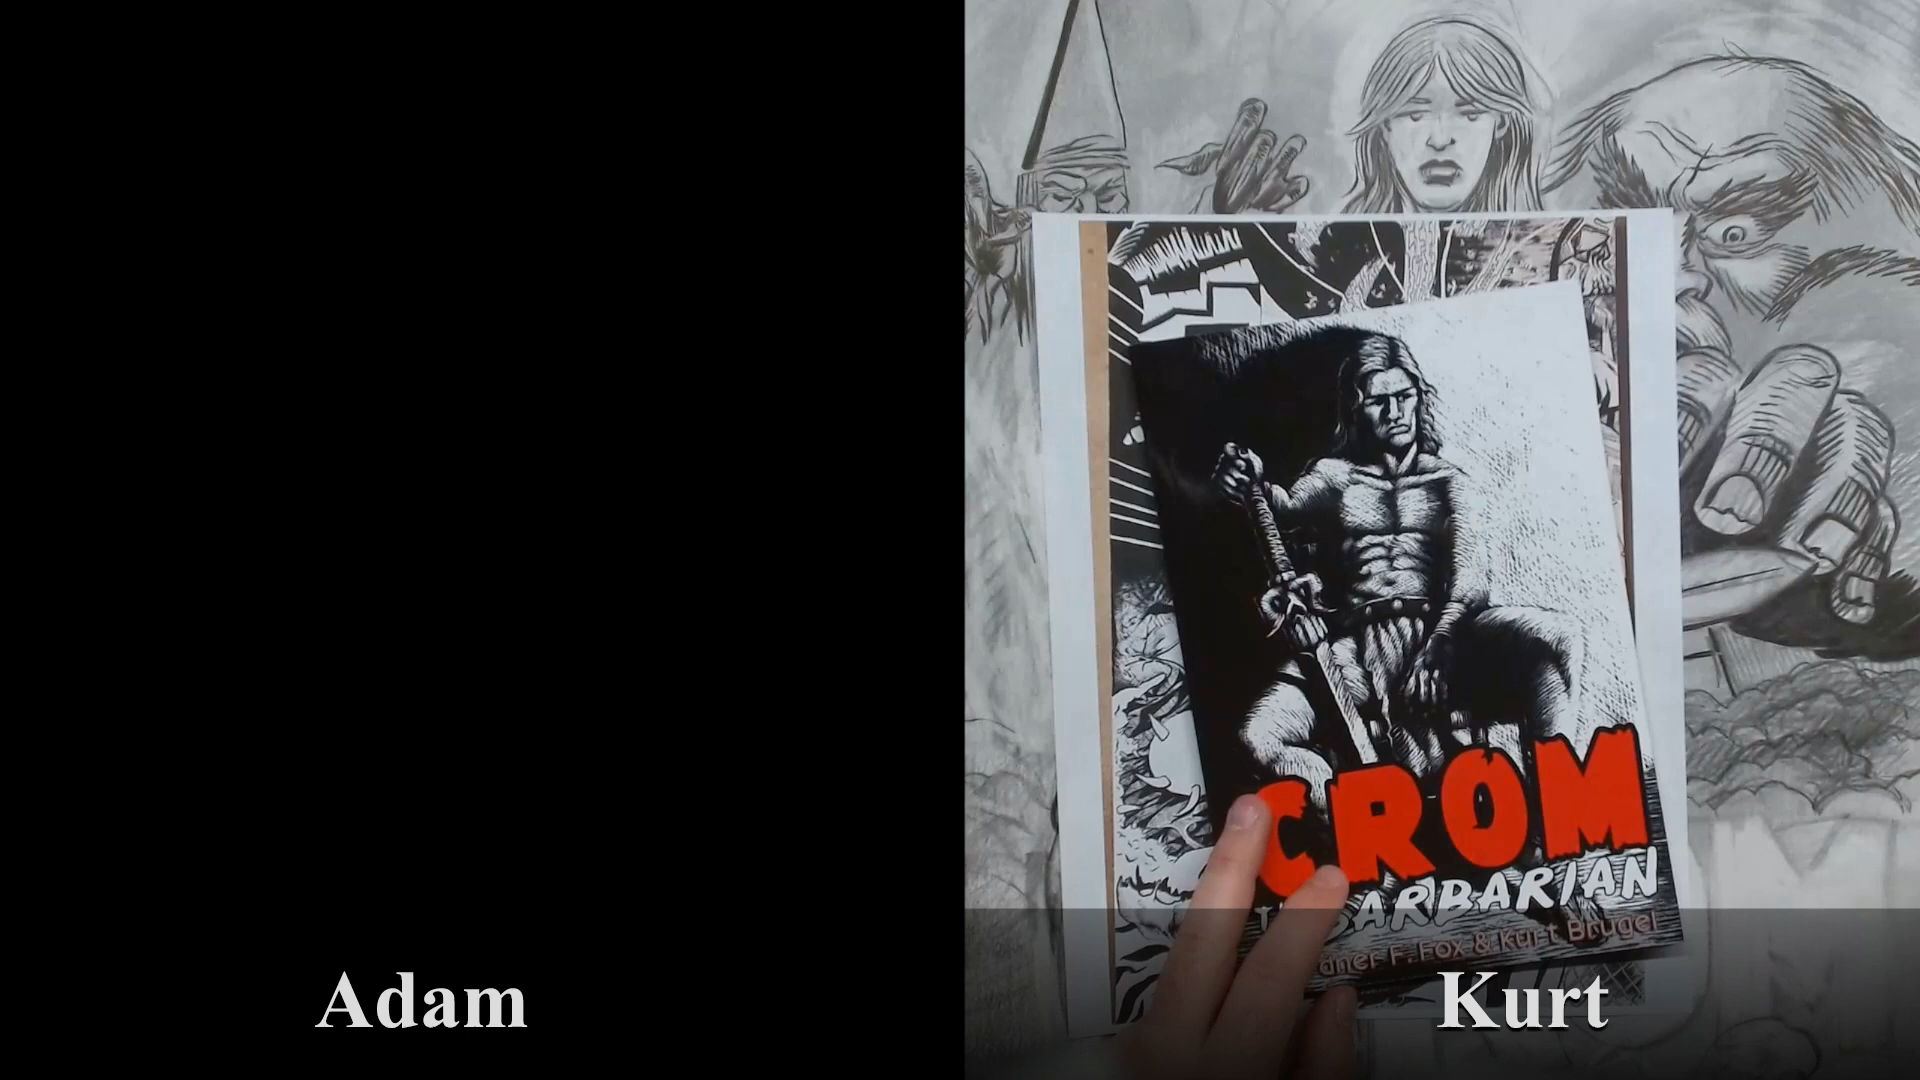 CROM
BARBARIAN
F. Fox & Kurt Brugel
Adam
Kurt